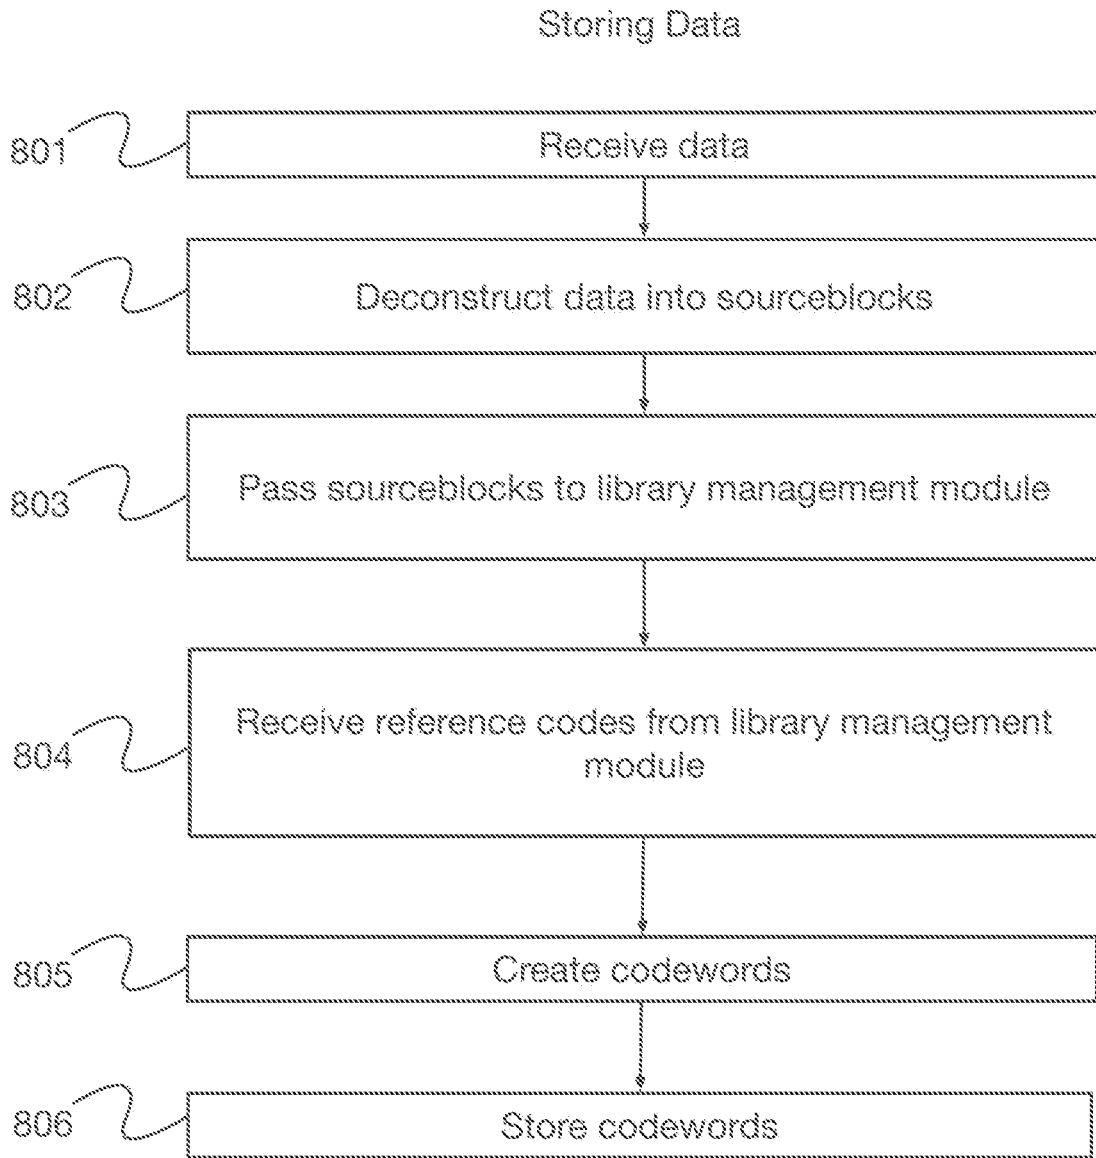 Storing Data
801
Receive data
802
Deconstruct data into sourceblocks
803
Pass sourceblocks to library management module
804
Receive reference codes from library management
module
805
Create codewords
806
Store codewords